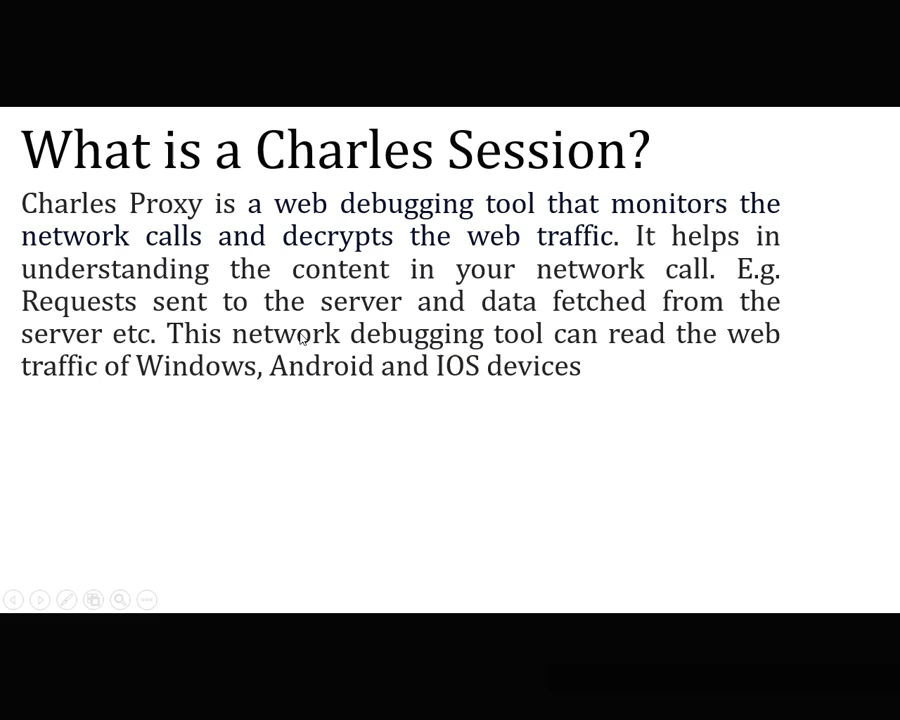 What is a Charles Session?
Charles Proxy is a web debugging tool that monitors the
network calls and decrypts the web traffic. It helps in
understanding the content in your network call. E.g.
Requests sent to the server and data fetched from the
server etc. This network debugging tool can read the web
traffic of Windows, Android and IOS devices